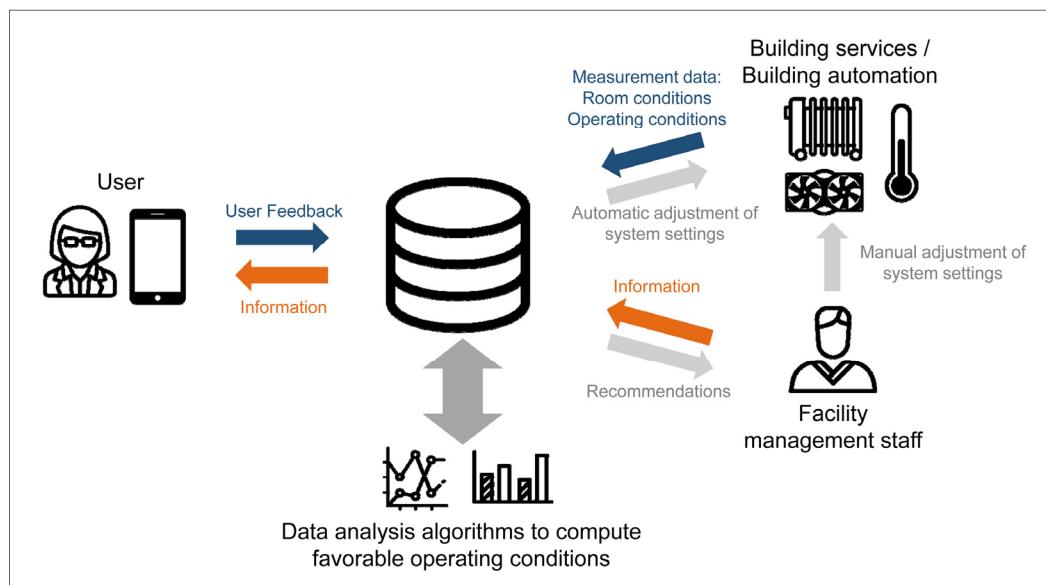 Building services /
Building automation
Measurement data:
Room conditions
Operating conditions
User
User Feedback
Information
Automatic adjustment of
system settings
Manual adjustment of
system settings
Information
Recommendations
Facility
management staff
Data analysis algorithms to compute
favorable operating conditions